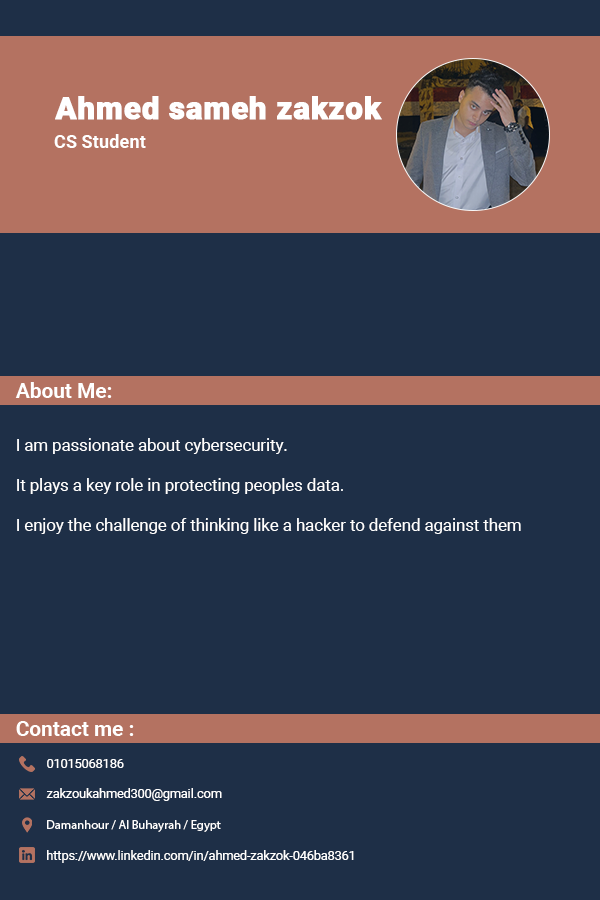 Ahmed sameh zakzok
CS Student
About Me:
I am passionate about cybersecurity.
It plays a key role in protecting peoples data.
I enjoy the challenge of thinking like a hacker to defend against them
Contact me :
01015068186
zakzoukahmed300@gmail.com
Damanhour / Al Buhayrah / Egypt
https://www.linkedin.com/in/ahmed-zakzok-046ba8361